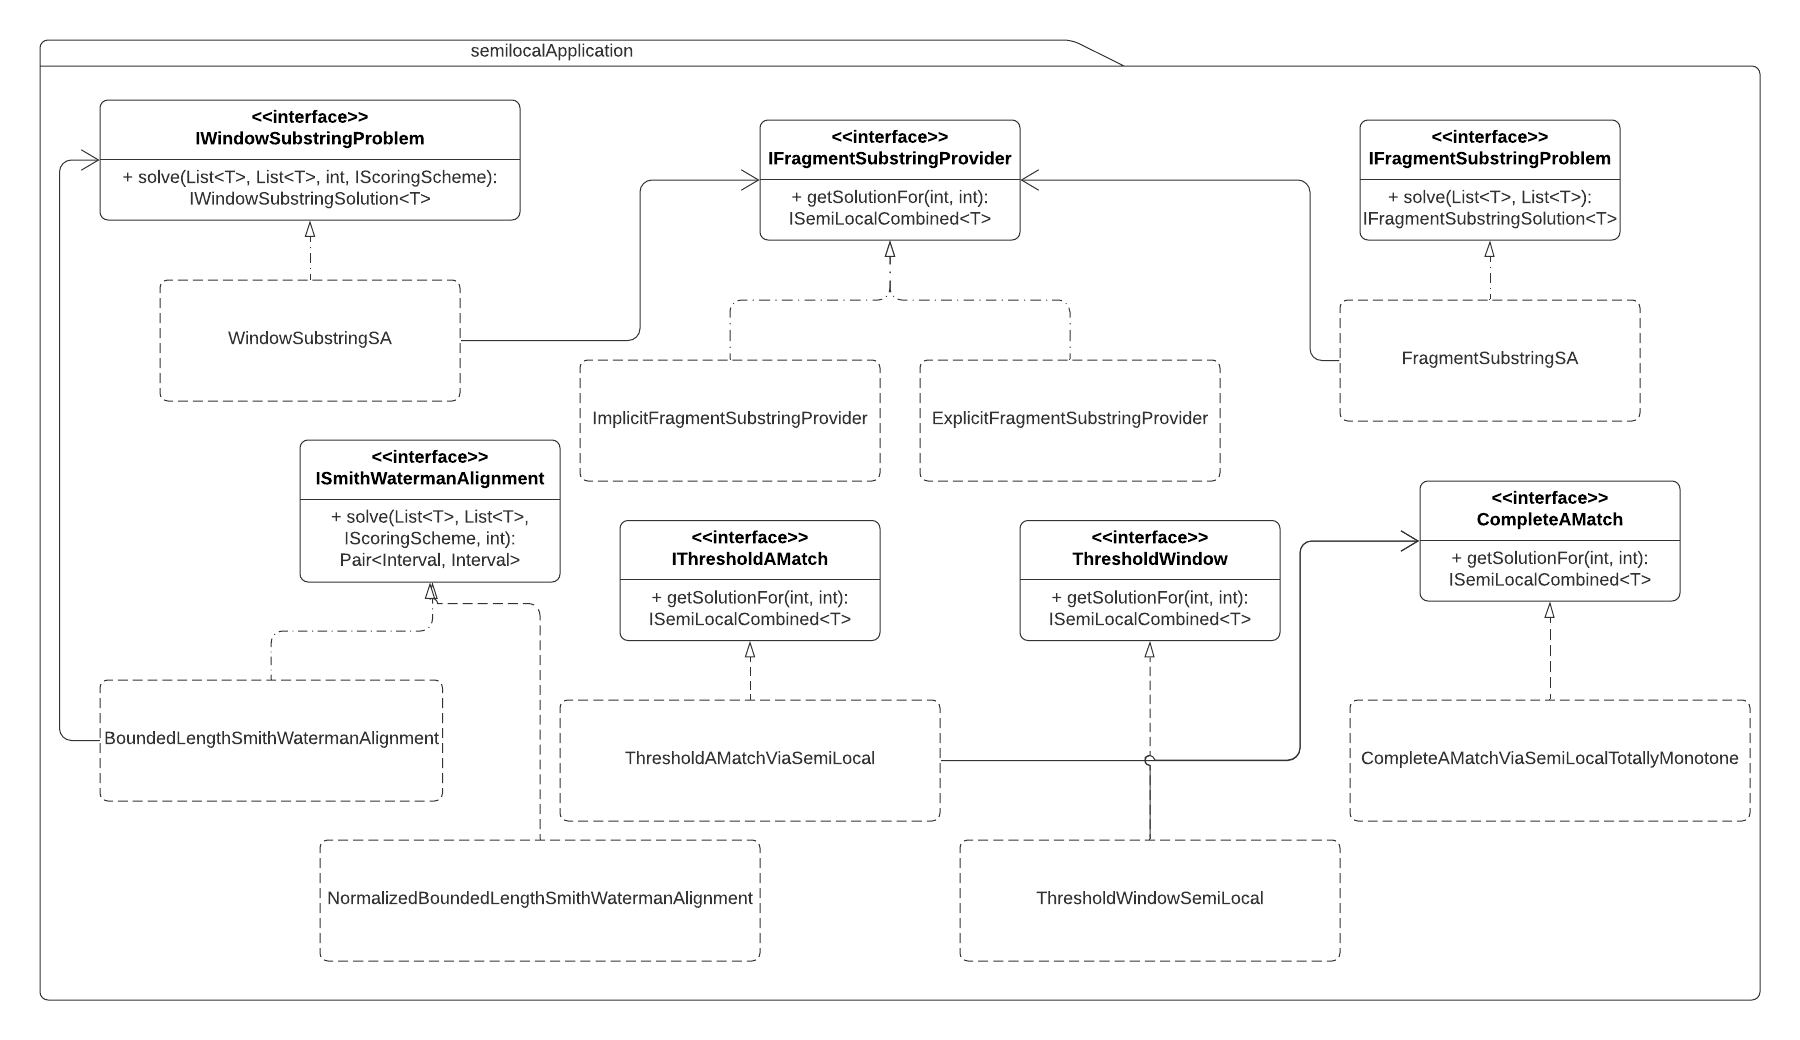 semilocalApplication
<<interface>>
IWindowSubstringProblem
+ solve(List<T>, List<T>, int, IScoringScheme):
IWindowSubstringSolution<T>
<<interface>>
IFragmentSubstringProvider
+ getSolutionFor(int, int):
ISemiLocalCombined<T>
<<interface>>
IFragmentSubstringProblem
+ solve(List<T>, List<T>):
IFragmentSubstringSolution<T>
WindowSubstringSA
FragmentSubstringSA
ImplicitFragmentSubstringProvider
ExplicitFragmentSubstringProvider
<<interface>>
ISmithWatermanAlignment
+ solve(List<T>, List<T>,
IScoringScheme, int):
Pair<Interval, Interval>
<<interface>>
IThresholdAMatch
+ getSolutionFor(int, int):
ISemiLocalCombined<T>
<<interface>>
ThresholdWindow
+ getSolutionFor(int, int):
ISemiLocalCombined<T>
<<interface>>
CompleteAMatch
+ getSolutionFor(int, int):
ISemiLocalCombined<T>
BoundedLengthSmithWatermanAlignment
ThresholdAMatchViaSemiLocal
CompleteAMatchViaSemiLocalTotallyMonotone
NormalizedBoundedLengthSmithWatermanAlignment
ThresholdWindowSemiLocal